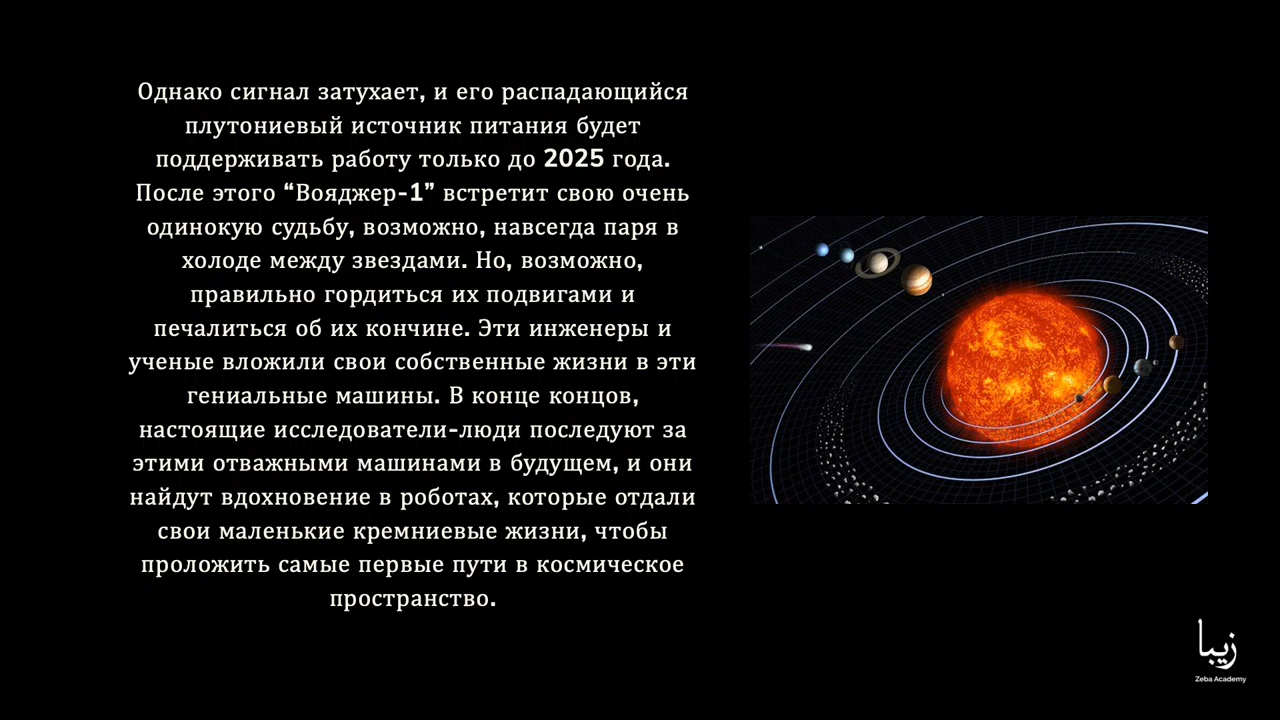 Однако сигнал затухает, и его распадающийся
плутониевый источник питания будет
поддерживать работу только до 2025 года.
После этого “Вояджер-1” встретит свою очень
одинокую судьбу, возможно, навсегда паря в
холоде между звездами. Но, возможно,
правильно гордиться их подвигами и
печалиться об их кончине. Эти инженеры и
ученые вложили свои собственные жизни в эти
гениальные машины. В конце концов,
настоящие исследователи-люди последуют за
этими отважными машинами в будущем, и они
найдут вдохновение в роботах, которые отдали
свои маленькие кремниевые жизни, чтобы
проложить самые первые пути в космическое
пространство.
زیبا
Zeba Academy